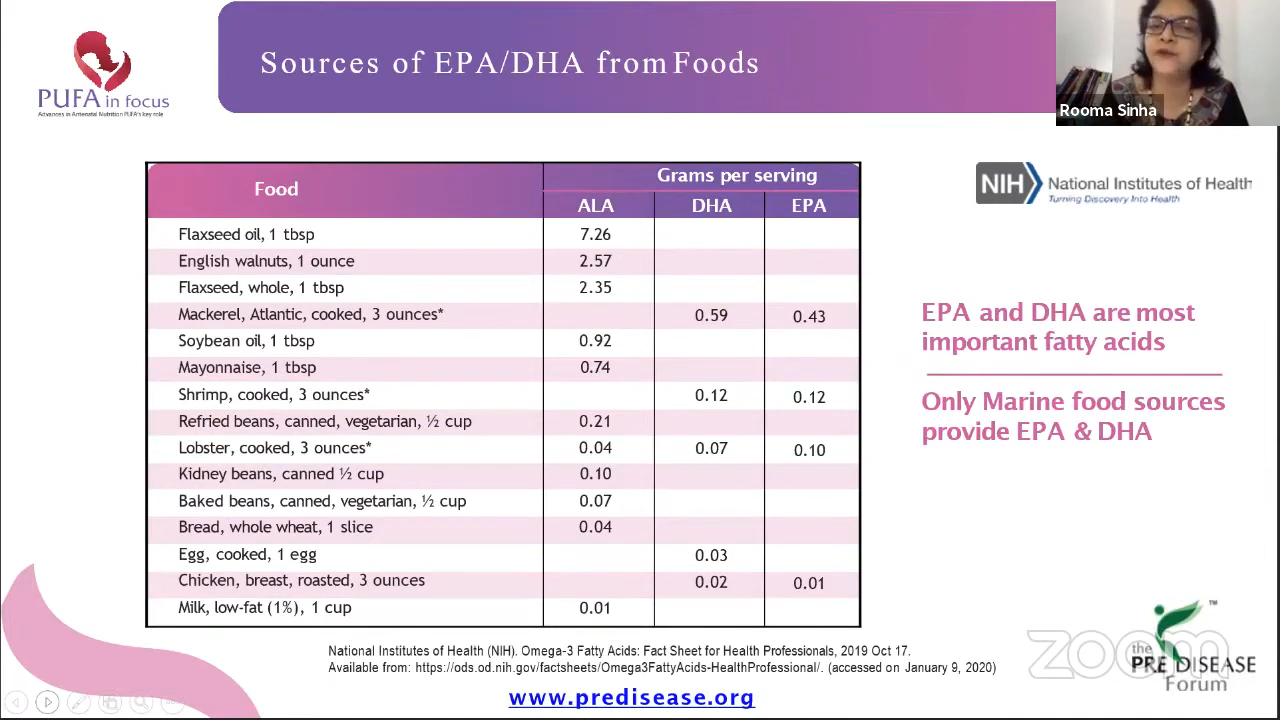 Sources of EPA/DHA from Foods
PUFA in focus
Advances in Antenatal Nutrition PUFA's key role
Rooma Sinha
NIH National Institutes of Health
Turning Discovery Into Health
Food Grams per serving
ALA DHA EPA
Flaxseed oil, 1 tbsp 7.26
English walnuts, 1 ounce 2.57
Flaxseed, whole, 1 tbsp 2.35
Mackerel, Atlantic, cooked, 3 ounces* 0.59 0.43
Soybean oil, 1 tbsp 0.92
Mayonnaise, 1 tbsp 0.74
Shrimp, cooked, 3 ounces* 0.12 0.12
Refried beans, canned, vegetarian, ½ cup 0.21
Lobster, cooked, 3 ounces* 0.04 0.07 0.10
Kidney beans, canned ½ cup 0.10
Baked beans, canned, vegetarian, ½ cup 0.07
Bread, whole wheat, 1 slice 0.04
Egg, cooked, 1 egg 0.03
Chicken, breast, roasted, 3 ounces 0.02 0.01
Milk, low-fat (1%), 1 cup 0.01
EPA and DHA are most
important fatty acids
Only Marine food sources
provide EPA & DHA
National Institutes of Health (NIH). Omega-3 Fatty Acids: Fact Sheet for Health Professionals, 2019 Oct 17.
Available from: https://ods.od.nih.gov/factsheets/Omega3FattyAcids-HealthProfessional/. (accessed on January 9, 2020)
www.predisease.org
zoom
the
PRE DISEASE
Forum
TM